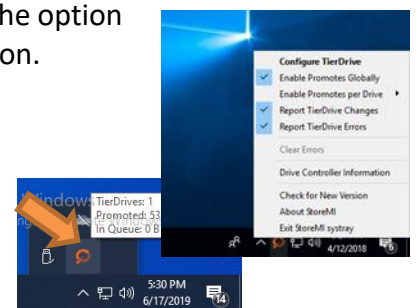 he option
on.
Configure TierDrive
Enable Promotes Globally
Enable Promotes per Drive
Report TierDrive Changes
Report TierDrive Errors
Clear Errors
Drive Controller Information
Check for New Version
About StoreMI
Exit StoreMI systray
4/12/2018
6
Windows
TierDrives: 1
Promoted: 53
In Queue: 0 B
5:30 PM
6/17/2019
14